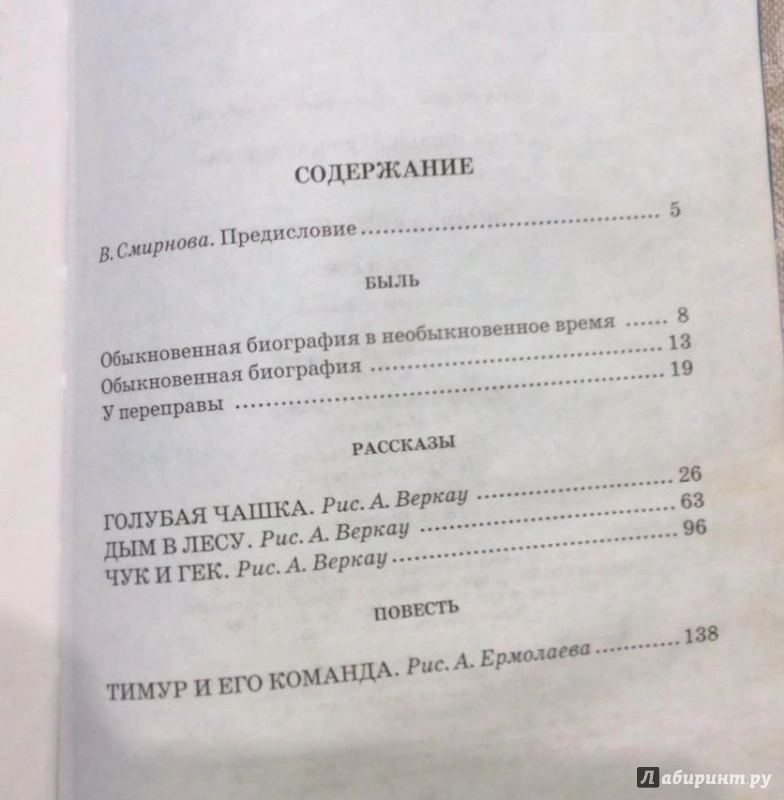 СОДЕРЖАНИЕ
В. Смирнова. Предисловие ........................................ 5
БЫЛЬ
Обыкновенная биография в необыкновенное время ...... 8
Обыкновенная биография ........................................ 13
У переправы ........................................................ 19
РАССКАЗЫ
ГОЛУБАЯ ЧАШКА. Рис. А. Веркау ............................ 26
ДЫМ В ЛЕСУ. Рис. А. Веркау ................................... 63
ЧУК И ГЕК. Рис. А. Веркау ....................................... 96
ПОВЕСТЬ
ТИМУР И ЕГО КОМАНДА. Рис. А. Ермолаева ............ 138
Лабиринт.ру